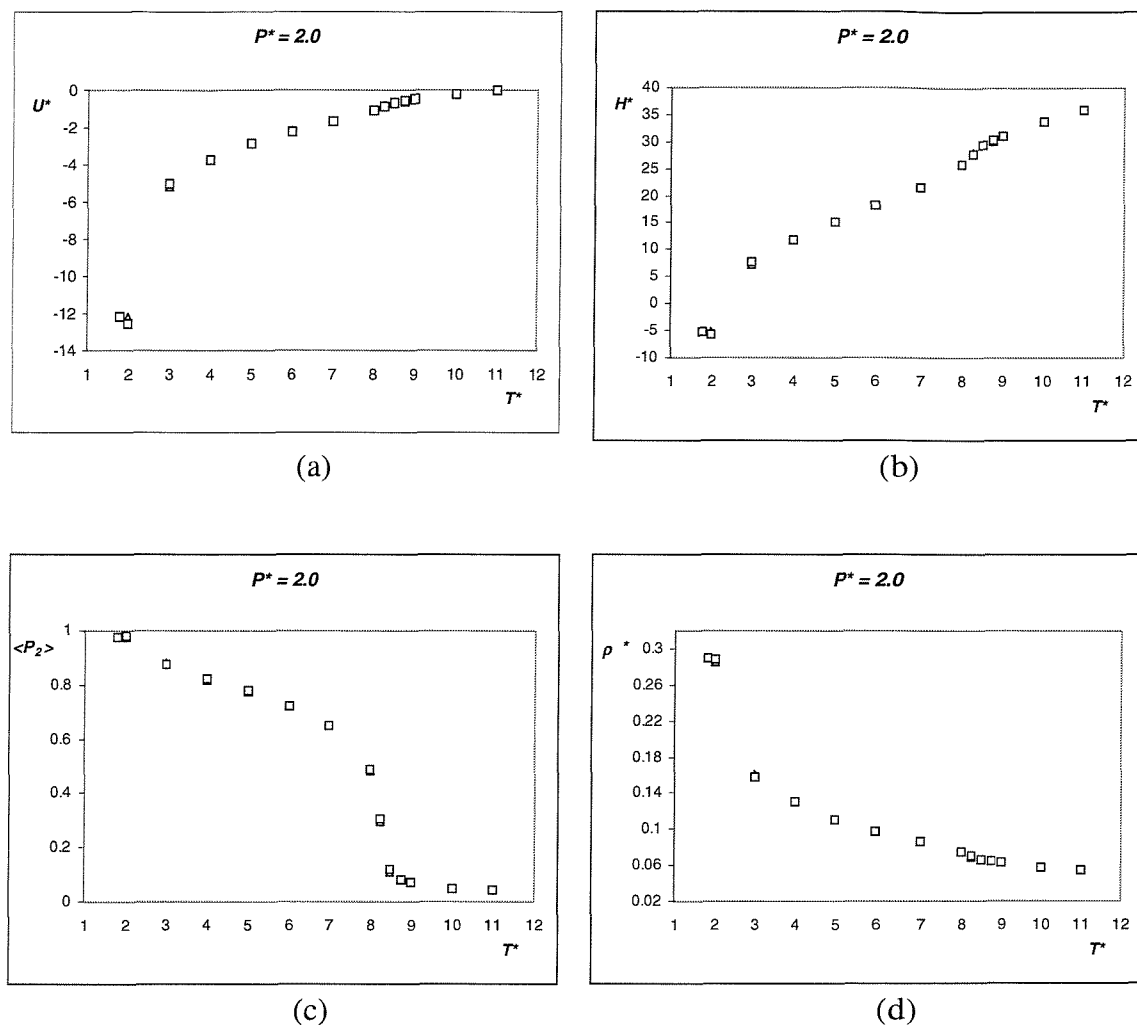 P* = 2.0
U*
0
-2
-4
-6
-8
-10
-12
-14
1 2 3 4 5 6 7 8 9 10 11 12
T*
(a)
P* = 2.0
H*
40
35
30
25
20
15
10
5
0
-5
-10
1 2 3 4 5 6 7 8 9 10 11 12
T*
(b)
P* = 2.0
<P₂>
1
0.8
0.6
0.4
0.2
0
1 2 3 4 5 6 7 8 9 10 11 12
T*
(c)
P* = 2.0
ρ *
0.3
0.26
0.22
0.18
0.14
0.1
0.06
0.02
1 2 3 4 5 6 7 8 9 10 11 12
T*
(d)